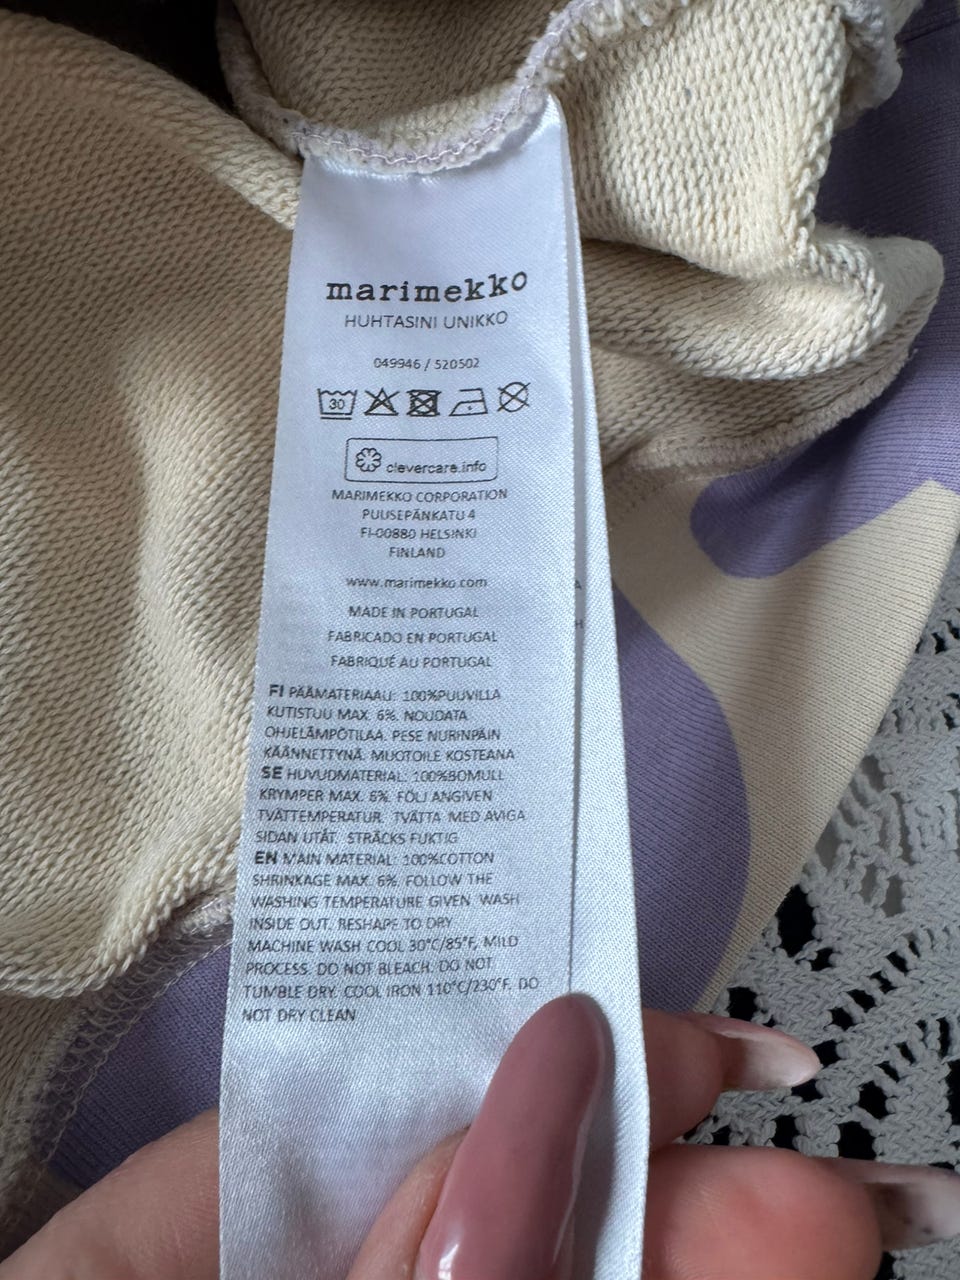 marimekko
HUHTASINI UNIKKO
049946 / 520502
30
clevercare.info
MARIMEKKO CORPORATION
PUUSEPÄNKATU 4
FI-00880 HELSINKI
FINLAND
www.marimekko.com
MADE IN PORTUGAL
FABRICADO EN PORTUGAL
FABRIQUÉ AU PORTUGAL
FI PÄÄMATERIAALI: 100%PUUVILLA
KUTISTUU MAX. 6%. NOUDATA
OHJELÄMPÖTILAA. PESE NURINPÄIN
KÄÄNNETTYNÄ. MUOTOILE KOSTEANA
SE HUVUDMATERIAL: 100%BOMULL
KRYMPER MAX. 6%. FÖLJ ANGIVEN
TVÄTTEMPERATUR. TVÄTTA MED AVIGA
SIDAN UTÅT. STRÄCKS FUKTIG
EN MAIN MATERIAL: 100%COTTON
SHRINKAGE MAX. 6%. FOLLOW THE
WASHING TEMPERATURE GIVEN. WASH
INSIDE OUT. RESHAPE TO DRY
MACHINE WASH COOL 30°C/85°F, MILD
PROCESS. DO NOT BLEACH. DO NOT
TUMBLE DRY. COOL IRON 110°C/230°F. DO
NOT DRY CLEAN